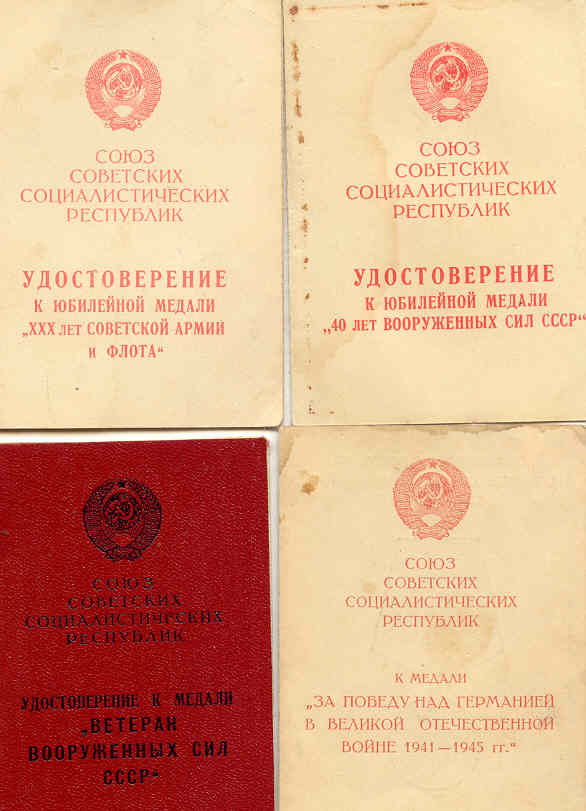 СОЮЗ
СОВЕТСКИХ
СОЦИАЛИСТИЧЕСКИХ
РЕСПУБЛИК
УДОСТОВЕРЕНИЕ
К ЮБИЛЕЙНОЙ МЕДАЛИ
„XXX ЛЕТ СОВЕТСКОЙ АРМИИ
И ФЛОТА“
СОЮЗ
СОВЕТСКИХ
СОЦИАЛИСТИЧЕСКИХ
РЕСПУБЛИК
УДОСТОВЕРЕНИЕ
К ЮБИЛЕЙНОЙ МЕДАЛИ
„40 ЛЕТ ВООРУЖЕННЫХ СИЛ СССР“
СОЮЗ
СОВЕТСКИХ
СОЦИАЛИСТИЧЕСКИХ
РЕСПУБЛИК
УДОСТОВЕРЕНИЕ К МЕДАЛИ
„ВЕТЕРАН
ВООРУЖЕННЫХ СИЛ
СССР“
СОЮЗ
СОВЕТСКИХ
СОЦИАЛИСТИЧЕСКИХ
РЕСПУБЛИК
К МЕДАЛИ
„ЗА ПОБЕДУ НАД ГЕРМАНИЕЙ
В ВЕЛИКОЙ ОТЕЧЕСТВЕННОЙ
ВОЙНЕ 1941—1945 гг.“